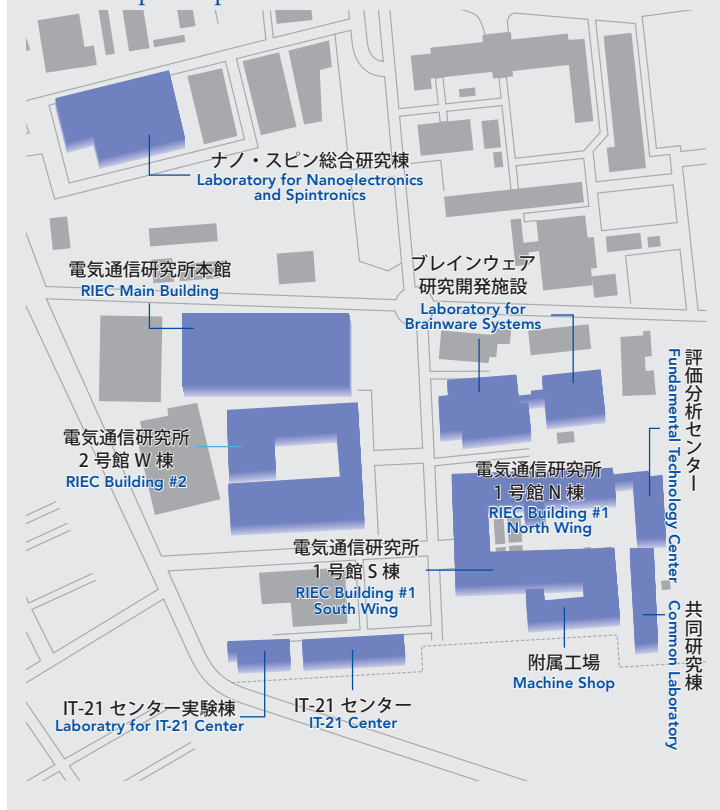 ナノ・スピン総合研究棟
Laboratory for Nanoelectronics
and Spintronics
電気通信研究所本館
RIEC Main Building
ブレインウェア
研究開発施設
Laboratory for
Brainware Systems
評価分析センター
Fundamental Technology Center
電気通信研究所
2 号館 W 棟
RIEC Building #2
電気通信研究所
1 号館 N 棟
RIEC Building #1
North Wing
電気通信研究所
1 号館 S 棟
RIEC Building #1
South Wing
共同研究棟
Common Laboratory
附属工場
Machine Shop
IT-21 センター実験棟
Laboratry for IT-21 Center
IT-21 センター
IT-21 Center